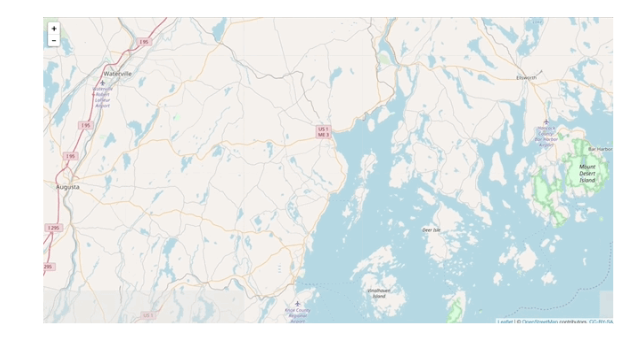 +
−
I 95
Waterville
Waterville
Robert
LaFleur
Airport
Ellsworth
I 95
US 1
ME 3
Hancock
County-
Bar Harbor
Airport
Bar Harbor
I 95
Mount
Desert
Island
Augusta
I 295
Deer Isle
I 295
Vinalhaven
Island
Knox County
Regional
Airport
US 1
Leaflet | © OpenStreetMap contributors, CC-BY-SA